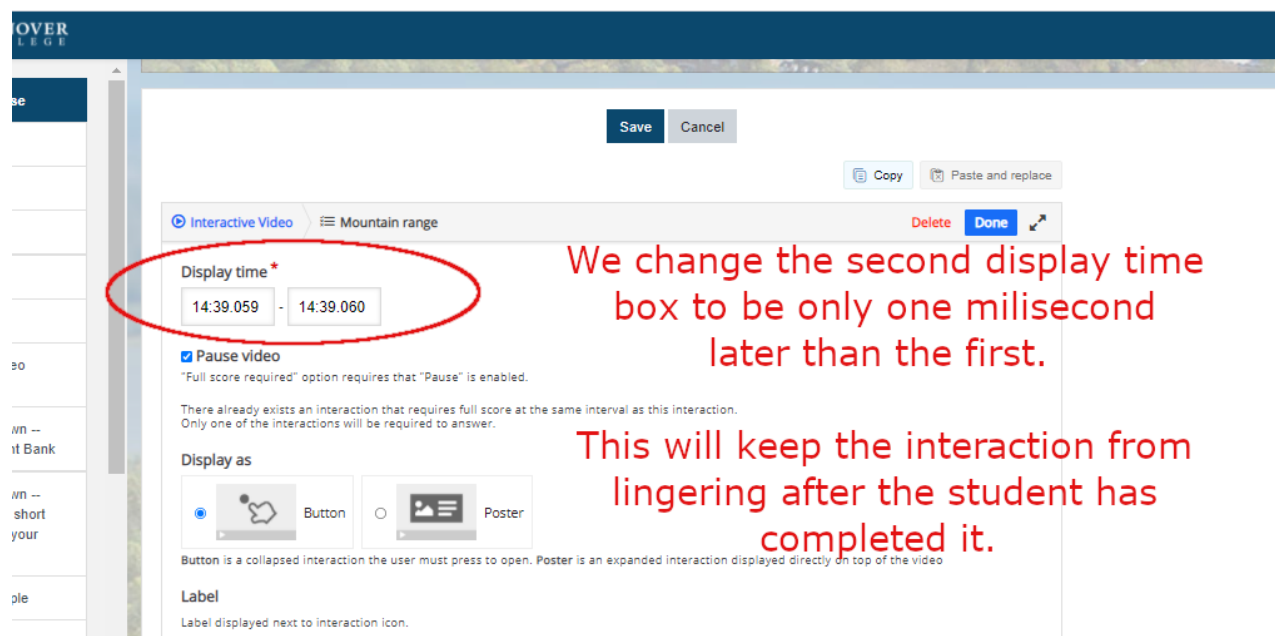 OVER
LEGE
se
eo
wn --
nt Bank
wn --
short
your
ple
Save Cancel
Copy Paste and replace
Interactive Video Mountain range Delete Done
Display time *
14:39.059 - 14:39.060
We change the second display time
box to be only one milisecond
later than the first.
Pause video
"Full score required" option requires that "Pause" is enabled.
There already exists an interaction that requires full score at the same interval as this interaction.
Only one of the interactions will be required to answer.
This will keep the interaction from
lingering after the student has
completed it.
Display as
Button Poster
Button is a collapsed interaction the user must press to open. Poster is an expanded interaction displayed directly on top of the video
Label
Label displayed next to interaction icon.